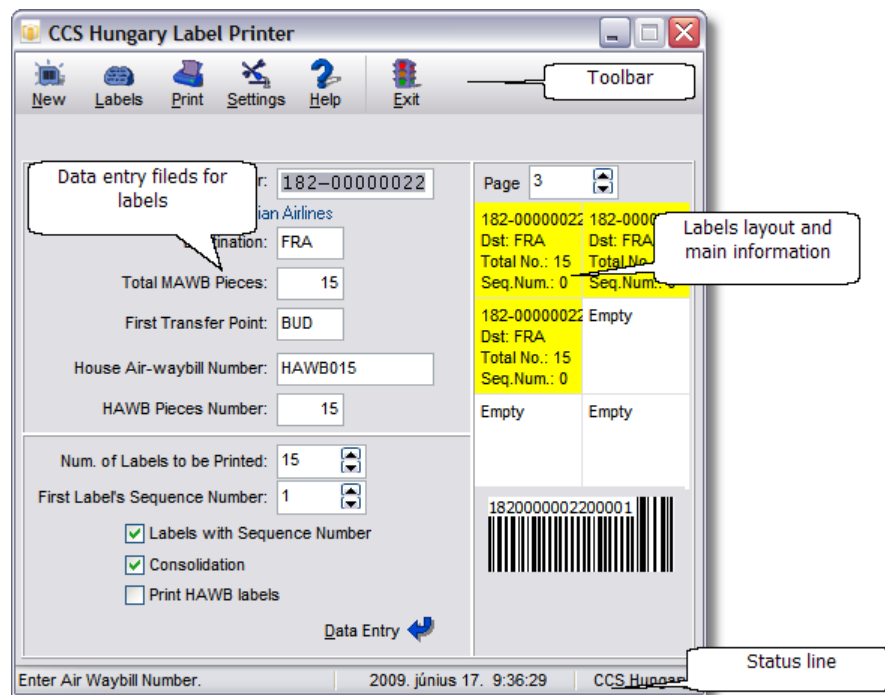 CCS Hungary Label Printer
New Labels Print Settings Help Exit
Toolbar
Data entry fileds for
labels
r: 182-00000022
ian Airlines
ination: FRA
Total MAWB Pieces: 15
First Transfer Point: BUD
House Air-waybill Number: HAWB015
HAWB Pieces Number: 15
Num. of Labels to be Printed: 15
First Label's Sequence Number: 1
Labels with Sequence Number
Consolidation
Print HAWB labels
Data Entry
Page 3
182-00000022 182-000
Dst: FRA Dst: FRA
Total No.: 15 Total No
Seq.Num.: 0 Seq.Num.: 0
Labels layout and
main information
182-00000022 Empty
Dst: FRA
Total No.: 15
Seq.Num.: 0
Empty Empty
1820000002200001
Status line
Enter Air Waybill Number. 2009. június 17. 9:36:29 CCS Hungar